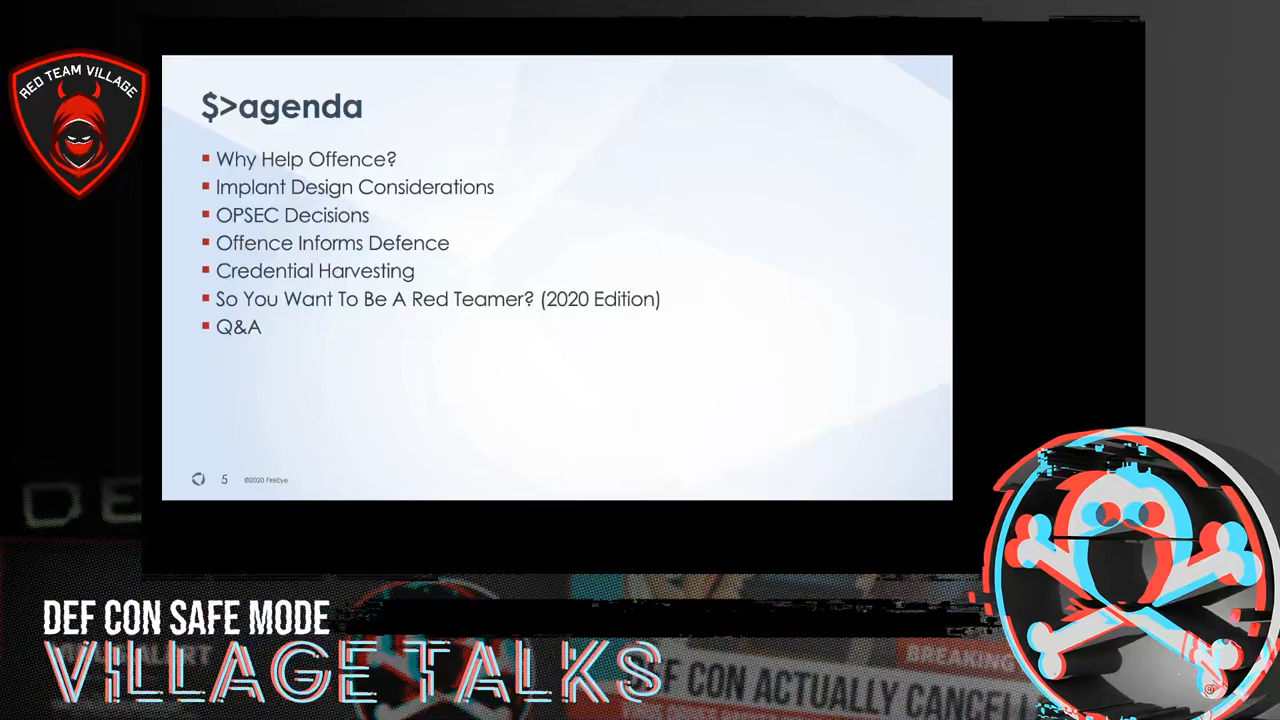 RED TEAM VILLAGE
$>agenda
Why Help Offence?
Implant Design Considerations
OPSEC Decisions
Offence Informs Defence
Credential Harvesting
So You Want To Be A Red Teamer? (2020 Edition)
Q&A
5 ©2020 FireEye
DEF CON SAFE MODE
VILLAGE TALKS
BREAKIN
DEF CON ACTUALLY CANCEL